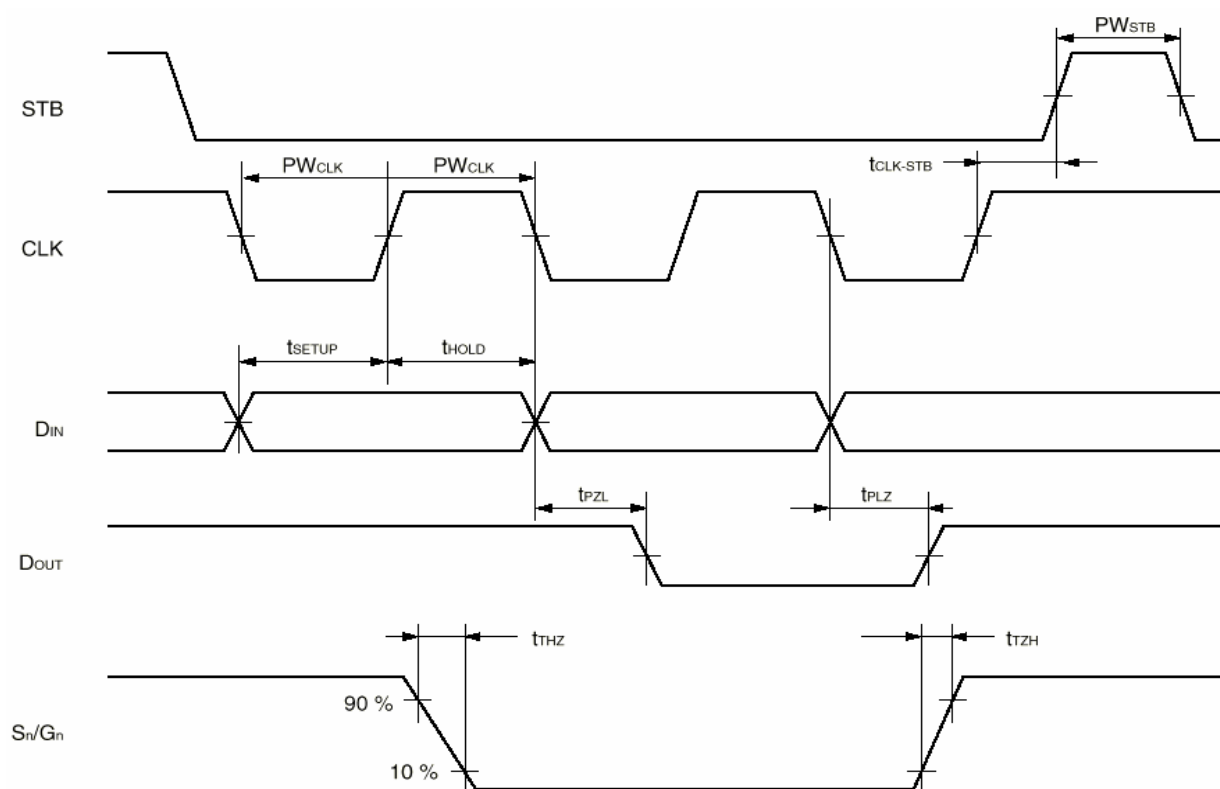 PWSTB
STB
tCLK-STB
PWCLK PWCLK
CLK
tSETUP tHOLD
DIN
tPZL tPLZ
DOUT
tTHZ tTZH
90 %
Sn/Gn
10 %